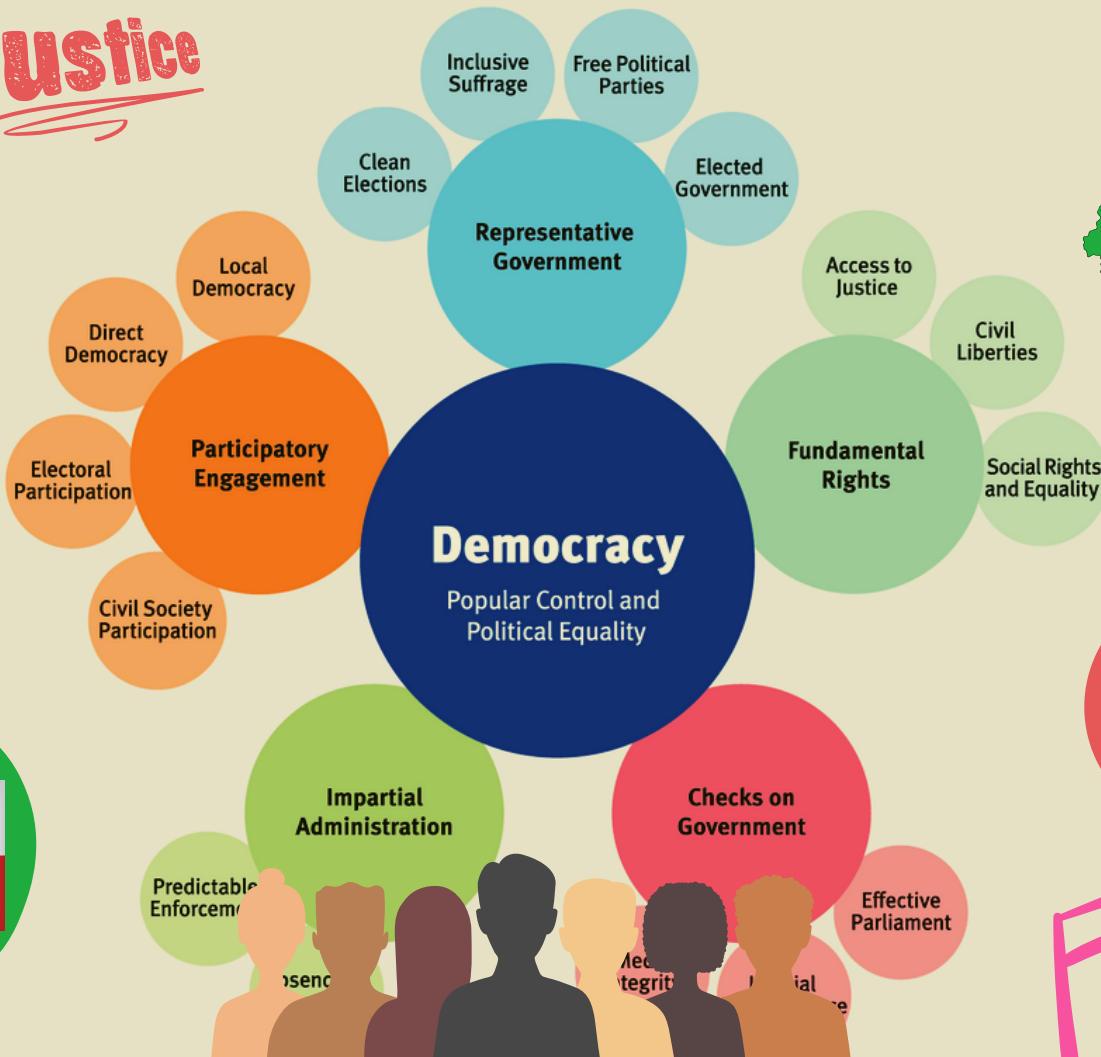 ustice
Inclusive
Suffrage
Free Political
Parties
Clean
Elections
Elected
Government
Representative
Government
Local
Democracy
Access to
Justice
Direct
Democracy
Civil
Liberties
Participatory
Engagement
Fundamental
Rights
Electoral
Participation
Social Rights
and Equality
Democracy
Popular Control and
Political Equality
Civil Society
Participation
Impartial
Administration
Checks on
Government
Predictable
Effective
Parliament